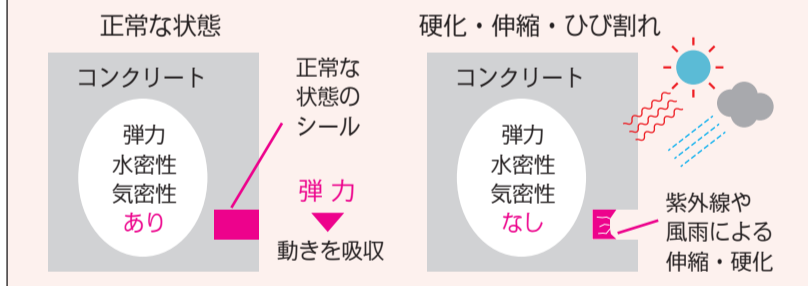 正常な状態
コンクリート
弾力
水密性
気密性
あり
正常な
状態の
シール
弾力
動きを吸収
硬化・伸縮・ひび割れ
コンクリート
弾力
水密性
気密性
なし
紫外線や
風雨による
伸縮・硬化